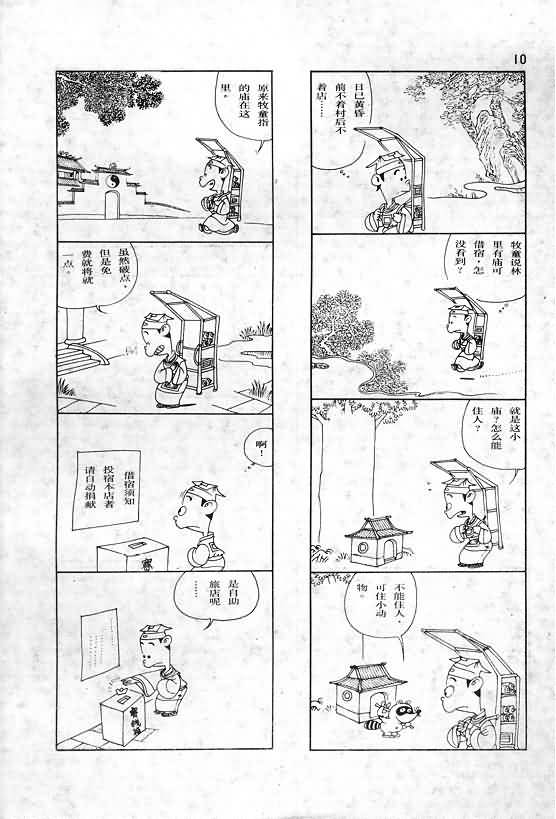 10
日已黄昏
前不着村后不
着店……
牧童说林
里有庙可
借宿，怎
没看到？
就是这小
庙？怎么能
住人？
不能住人，
可住小动
物。
原来牧童指
的庙在这
里。
虽然破点，
但是免
费就将就
一点。
啊！
借宿须知
投宿本店者
请自动捐献
是自助
旅店呢
……